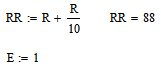 RR := R + R/10    RR = 88
E := 1